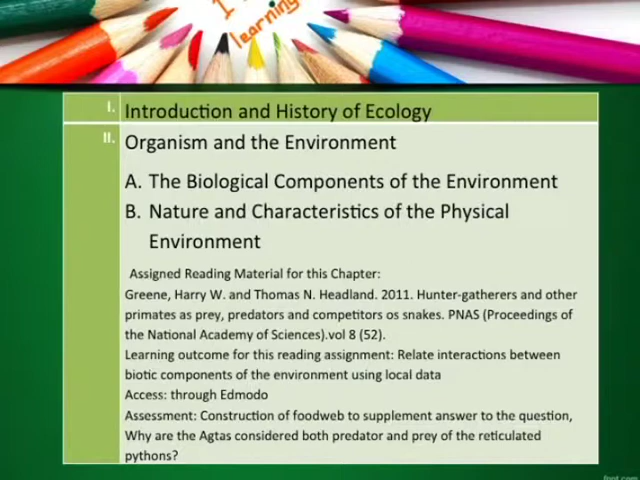 I
learning
I. Introduction and History of Ecology
II. Organism and the Environment
A. The Biological Components of the Environment
B. Nature and Characteristics of the Physical
Environment
Assigned Reading Material for this Chapter:
Greene, Harry W. and Thomas N. Headland. 2011. Hunter-gatherers and other
primates as prey, predators and competitors os snakes. PNAS (Proceedings of
the National Academy of Sciences).vol 8 (52).
Learning outcome for this reading assignment: Relate interactions between
biotic components of the environment using local data
Access: through Edmodo
Assessment: Construction of foodweb to supplement answer to the question,
Why are the Agtas considered both predator and prey of the reticulated
pythons?